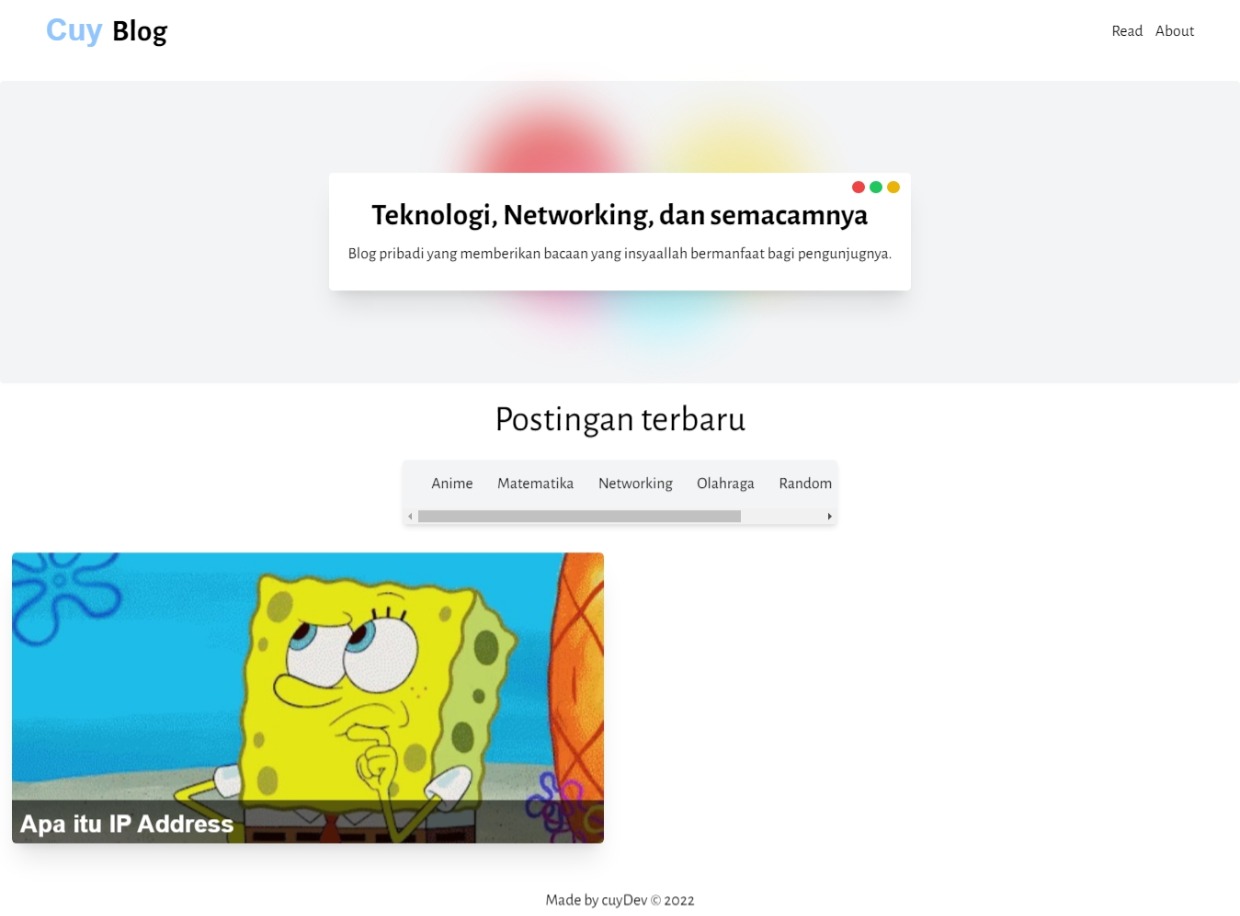 Cuy Blog
Read About
Teknologi, Networking, dan semacamnya
Blog pribadi yang memberikan bacaan yang insyaallah bermanfaat bagi pengunjugnya.
Postingan terbaru
Anime Matematika Networking Olahraga Random
Apa itu IP Address
Made by cuyDev © 2022